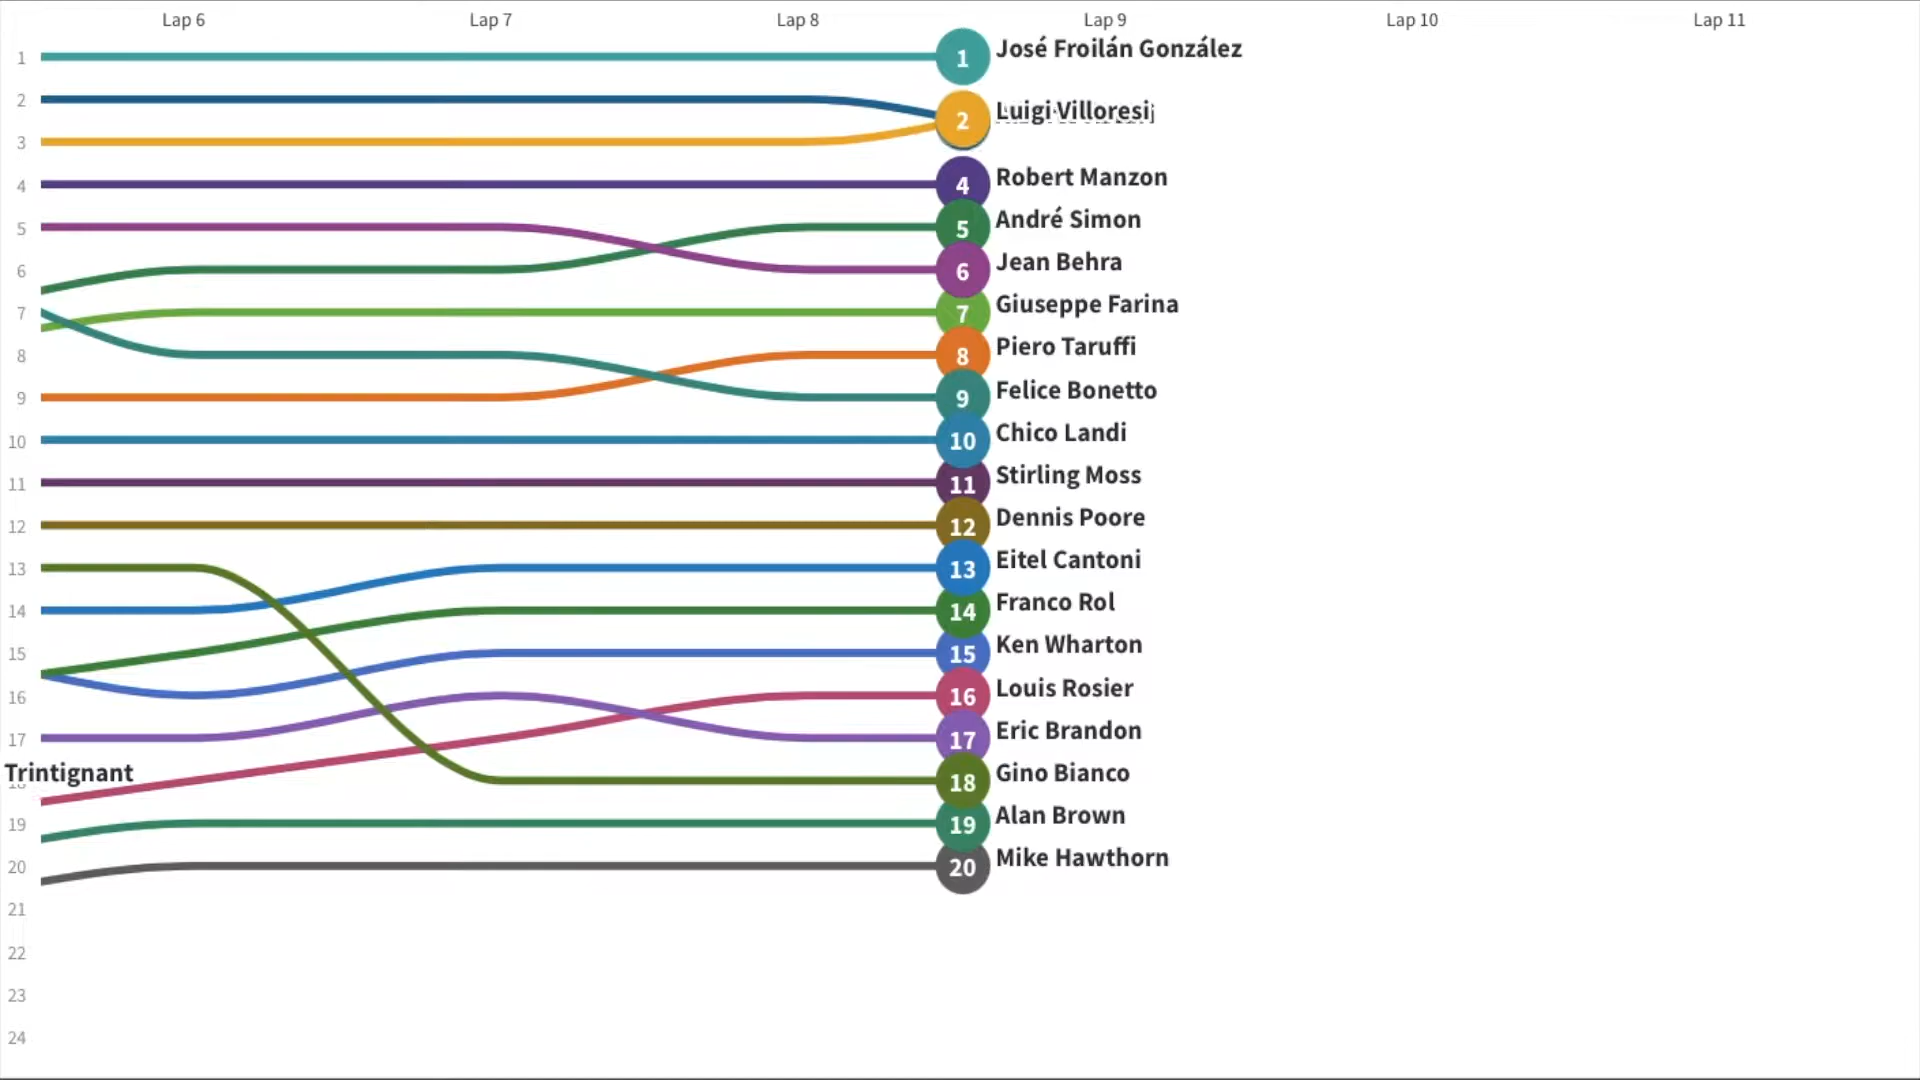 Lap 6 Lap 7 Lap 8 Lap 9 Lap 10 Lap 11
1 1 José Froilán González
2 2 Luigi Villoresi
3
4 4 Robert Manzon
5 5 André Simon
6 6 Jean Behra
7 7 Giuseppe Farina
8 8 Piero Taruffi
9 9 Felice Bonetto
10 10 Chico Landi
11 11 Stirling Moss
12 12 Dennis Poore
13 13 Eitel Cantoni
14 14 Franco Rol
15 15 Ken Wharton
16 16 Louis Rosier
17 17 Eric Brandon
Trintignant
18 18 Gino Bianco
19 19 Alan Brown
20 20 Mike Hawthorn
21
22
23
24